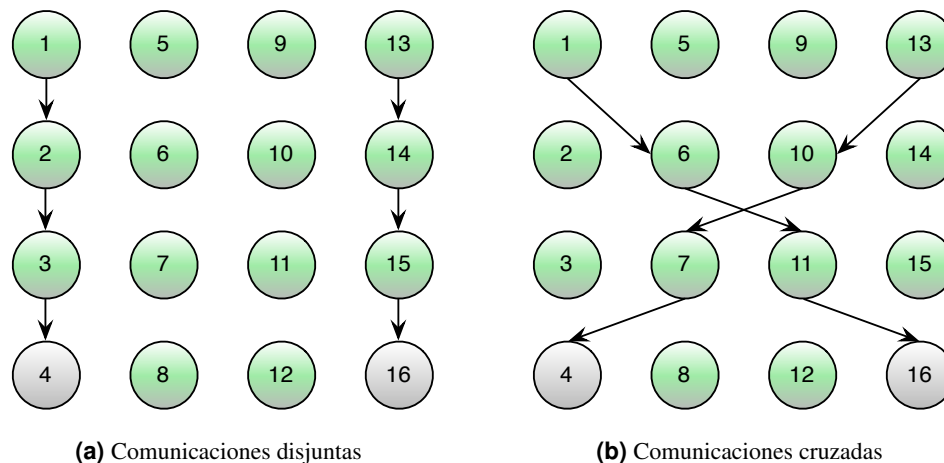 1 5 9 13 1 5 9 13
2 6 10 14 2 6 10 14
3 7 11 15 3 7 11 15
4 8 12 16 4 8 12 16
(a) Comunicaciones disjuntas
(b) Comunicaciones cruzadas